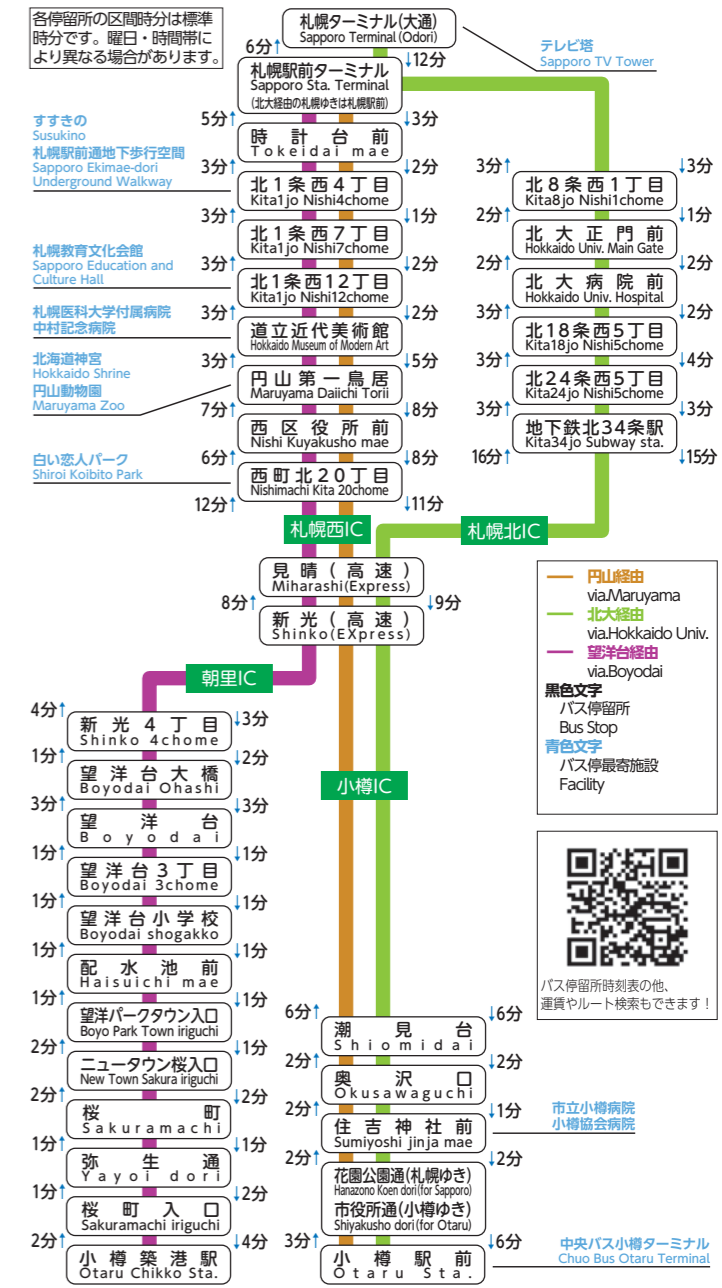 各停留所の区間時分は標準
時分です。曜日・時間帯に
より異なる場合があります。
札幌ターミナル(大通)
Sapporo Terminal (Odori)
6分↑
↓12分
テレビ塔
Sapporo TV Tower
札幌駅前ターミナル
Sapporo Sta. Terminal
(北大経由の札幌ゆきは札幌駅前)
5分↑
↓3分
すすきの
Susukino
札幌駅前通地下歩行空間
Sapporo Ekimae-dori
Underground Walkway
時計台前
Tokeidai mae
3分↑
↓2分
北1条西4丁目
Kita1jo Nishi4chome
3分↑
↓1分
北1条西7丁目
Kita1jo Nishi7chome
札幌教育文化会館
Sapporo Education and
Culture Hall
3分↑
↓2分
北1条西12丁目
Kita1jo Nishi12chome
札幌医科大学付属病院
中村記念病院
3分↑
↓2分
道立近代美術館
Hokkaido Museum of Modern Art
北海道神宮
Hokkaido Shrine
円山動物園
Maruyama Zoo
3分↑
↓5分
円山第一鳥居
Maruyama Daiichi Torii
7分↑
↓8分
西区役所前
Nishi Kuyakusho mae
白い恋人パーク
Shiroi Koibito Park
6分↑
↓8分
西町北20丁目
Nishimachi Kita 20chome
12分↑
↓11分
3分↑
↓3分
北8条西1丁目
Kita8jo Nishi1chome
2分↑
↓1分
北大正門前
Hokkaido Univ. Main Gate
2分↑
↓2分
北大病院前
Hokkaido Univ. Hospital
3分↑
↓2分
北18条西5丁目
Kita18jo Nishi5chome
3分↑
↓4分
北24条西5丁目
Kita24jo Nishi5chome
3分↑
↓3分
地下鉄北34条駅
Kita34jo Subway sta.
16分↑
↓15分
札幌西IC
札幌北IC
見晴(高速)
Miharashi(Express)
8分↑
↓9分
新光(高速)
Shinko(EXpress)
円山経由
via.Maruyama
北大経由
via.Hokkaido Univ.
望洋台経由
via.Boyodai
黒色文字
バス停留所
Bus Stop
青色文字
バス停最寄施設
Facility
朝里IC
小樽IC
4分↑
↓3分
新光4丁目
Shinko 4chome
1分↑
↓2分
望洋台大橋
Boyodai Ohashi
3分↑
↓3分
望洋台
Boyodai
1分↑
↓1分
望洋台3丁目
Boyodai 3chome
1分↑
↓1分
望洋台小学校
Boyodai shogakko
1分↑
↓1分
配水池前
Haisuichi mae
1分↑
↓1分
望洋パークタウン入口
Boyo Park Town iriguchi
2分↑
↓1分
ニュータウン桜入口
New Town Sakura iriguchi
2分↑
↓2分
桜町
Sakuramachi
1分↑
↓1分
弥生通
Yayoi dori
1分↑
↓2分
桜町入口
Sakuramachi iriguchi
2分↑
↓4分
小樽築港駅
Otaru Chikko Sta.
バス停留所時刻表の他、
運賃やルート検索もできます!
6分↑
↓6分
潮見台
Shiomidai
2分↑
↓2分
奥沢口
Okusawaguchi
2分↑
↓1分
住吉神社前
Sumiyoshi jinja mae
市立小樽病院
小樽協会病院
2分↑
↓2分
花園公園通(札幌ゆき)
Hanazono Koen dori(for Sapporo)
市役所通(小樽ゆき)
Shiyakusho dori(for Otaru)
3分↑
↓6分
小樽駅前
Otaru Sta.
中央バス小樽ターミナル
Chuo Bus Otaru Terminal